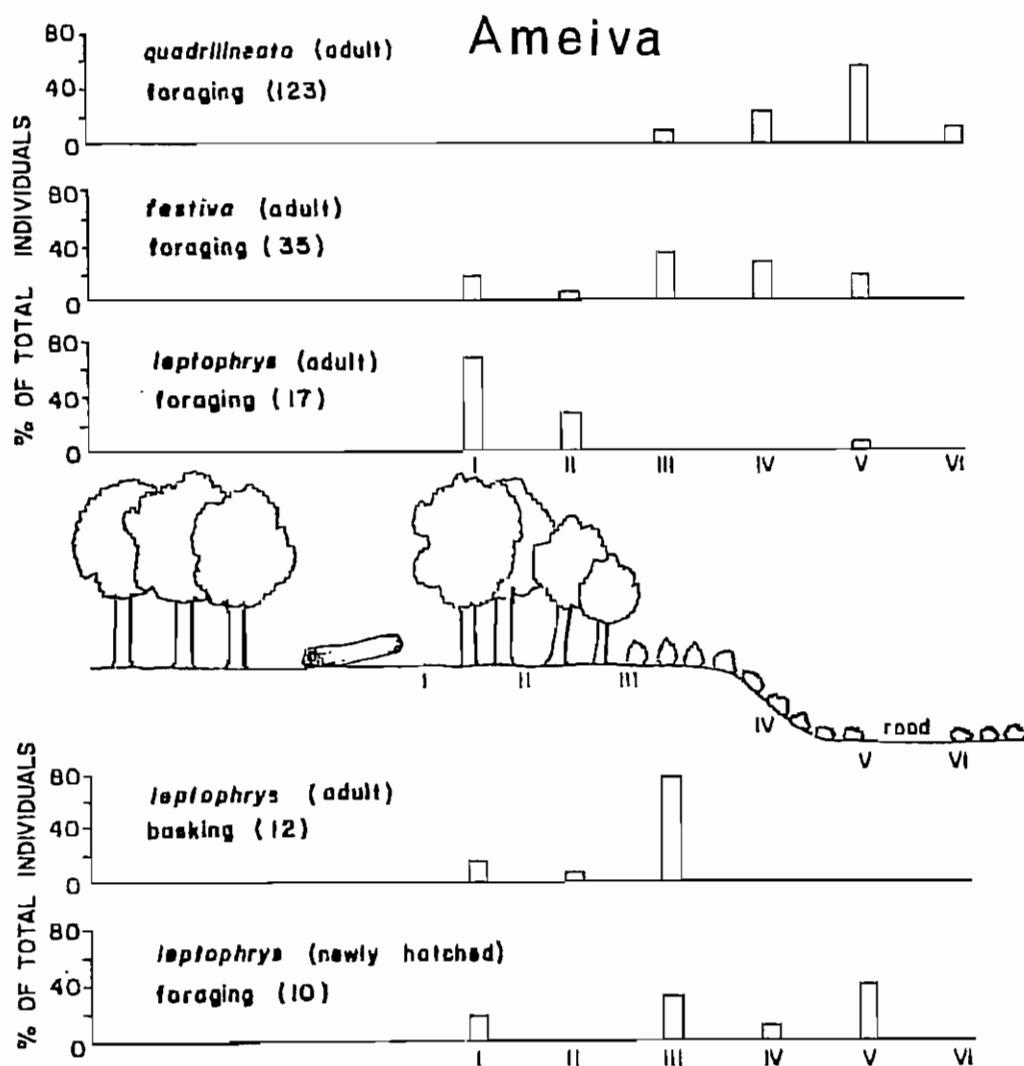 Ameiva
% OF TOTAL INDIVIDUALS
80
40
0
quadrilineata (adult)
foraging (123)
80
40
0
festiva (adult)
foraging (35)
80
40
0
leptophrys (adult)
foraging (17)
I II III IV V VI
I II III
IV road
V VI
% OF TOTAL INDIVIDUALS
80
40
0
leptophrys (adult)
basking (12)
80
40
0
leptophrys (newly hatched)
foraging (10)
I II III IV V VI